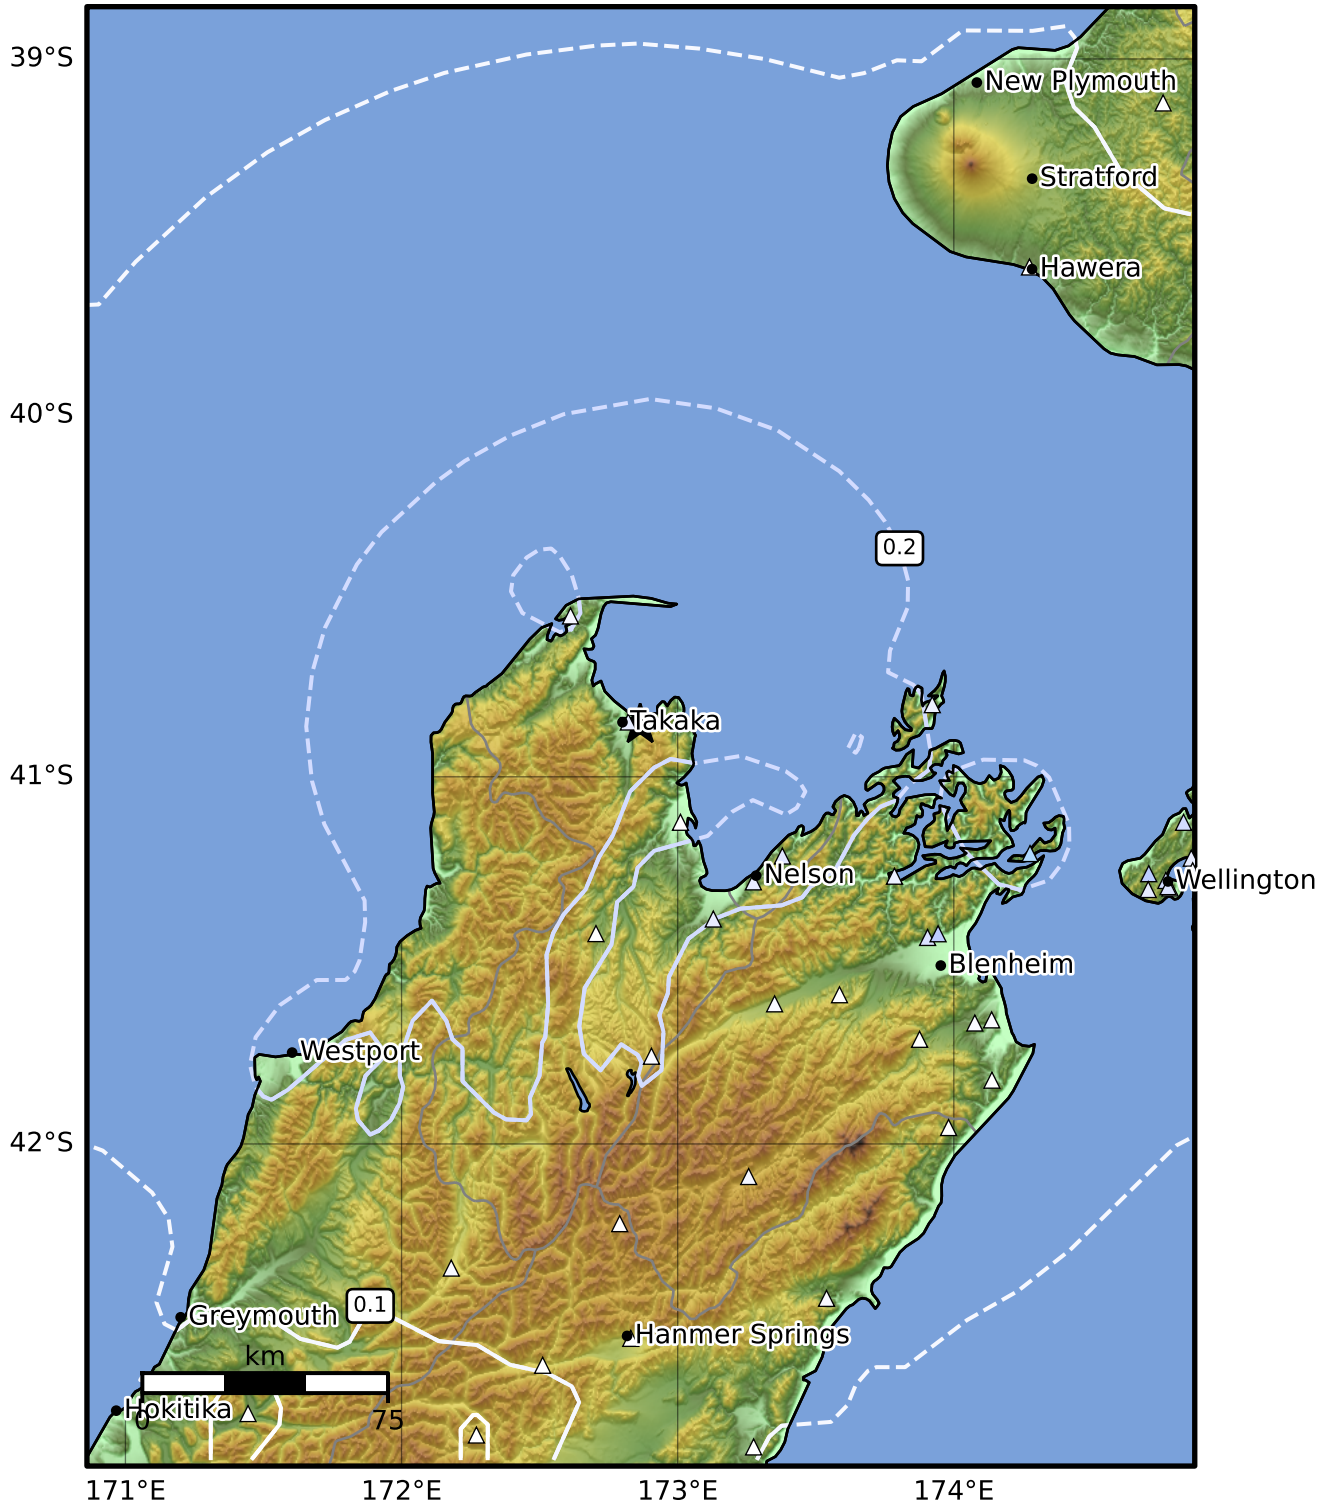 39°S
New Plymouth
Stratford
Hawera
40°S
0.2
Takaka
41°S
Nelson
Wellington
Blenheim
Westport
42°S
0.1
Greymouth
Hanmer Springs
km
Hokitika
0 75
171°E 172°E 173°E 174°E